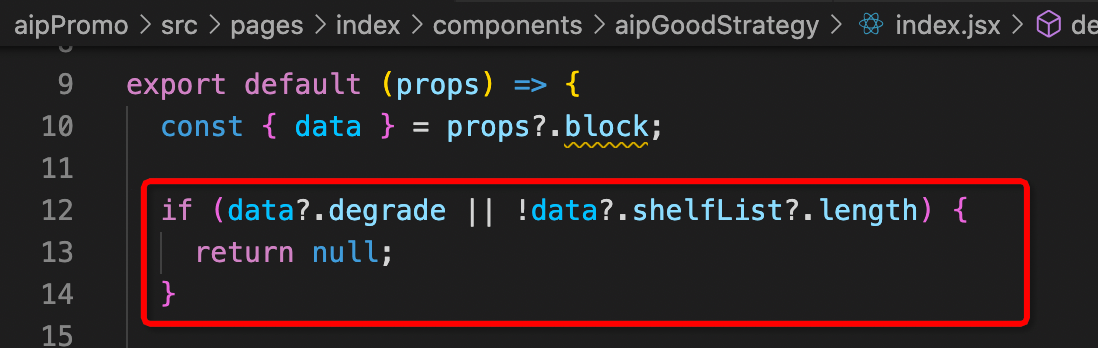 aipPromo > src > pages > index > components > aipGoodStrategy > index.jsx > de
8
9 export default (props) => {
10 const { data } = props?.block;
11
12 if (data?.degrade || !data?.shelfList?.length) {
13 return null;
14 }
15